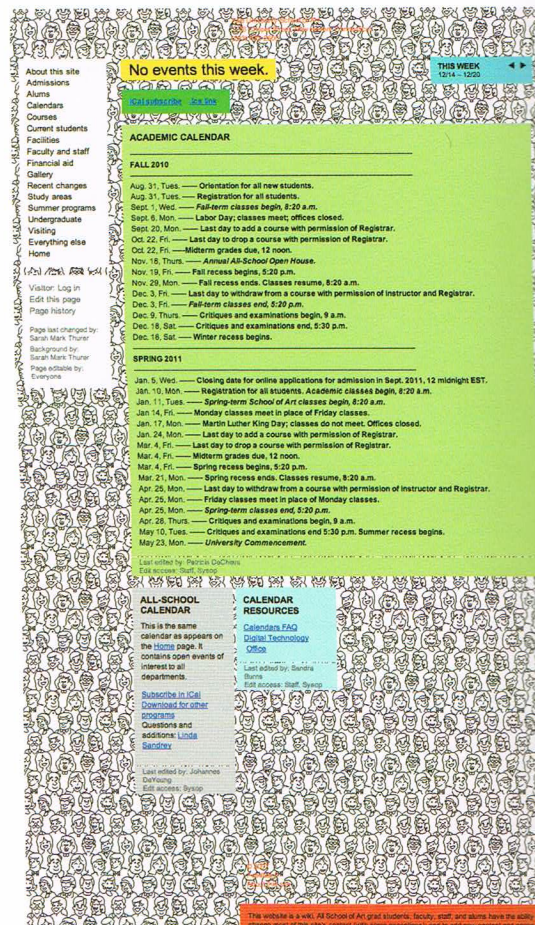 About this site
Admissions
Alums
Calendars
Courses
Current students
Facilities
Faculty and staff
Financial aid
Gallery
Recent changes
Study areas
Summer programs
Undergraduate
Visiting
Everything else
Home
Visitor: Log in
Edit this page
Page history
Page last changed by:
Sarah Mark Thurer
Background by:
Sarah Mark Thurer
Page editable by:
Everyone
No events this week.
THIS WEEK
12/14 – 12/20
iCal subscribe .Ics link
ACADEMIC CALENDAR
FALL 2010
Aug. 31, Tues. —— Orientation for all new students.
Aug. 31, Tues. —— Registration for all students.
Sept. 1, Wed. —— Fall-term classes begin, 8:20 a.m.
Sept. 6, Mon. —— Labor Day; classes meet; offices closed.
Sept. 20, Mon. —— Last day to add a course with permission of Registrar.
Oct. 22, Fri. —— Last day to drop a course with permission of Registrar.
Oct. 22, Fri. ——Midterm grades due, 12 noon.
Nov. 18, Thurs. —— Annual All-School Open House.
Nov. 19, Fri. —— Fall recess begins, 5:20 p.m.
Nov. 29, Mon. —— Fall recess ends. Classes resume, 8:20 a.m.
Dec. 3, Fri. —— Last day to withdraw from a course with permission of instructor and Registrar.
Dec. 3, Fri. —— Fall-term classes end, 5:20 p.m.
Dec. 9, Thurs. —— Critiques and examinations begin, 9 a.m.
Dec. 18, Sat. —— Critiques and examinations end, 5:30 p.m.
Dec. 18, Sat. —— Winter recess begins.
SPRING 2011
Jan. 5, Wed. —— Closing date for online applications for admission in Sept. 2011, 12 midnight EST.
Jan. 10, Mon. —— Registration for all students. Academic classes begin, 8:20 a.m.
Jan. 11, Tues. —— Spring-term School of Art classes begin, 8:20 a.m.
Jan 14, Fri. —— Monday classes meet in place of Friday classes.
Jan. 17, Mon. —— Martin Luther King Day; classes do not meet. Offices closed.
Jan. 24, Mon. —— Last day to add a course with permission of Registrar.
Mar. 4, Fri. —— Last day to drop a course with permission of Registrar.
Mar. 4, Fri. —— Midterm grades due, 12 noon.
Mar. 4, Fri. —— Spring recess begins, 5:20 p.m.
Mar. 21, Mon. —— Spring recess ends. Classes resume, 8:20 a.m.
Apr. 25, Mon. —— Last day to withdraw from a course with permission of instructor and Registrar.
Apr. 25, Mon. —— Friday classes meet in place of Monday classes.
Apr. 25, Mon. —— Spring-term classes end, 5:20 p.m.
Apr. 28, Thurs. —— Critiques and examinations begin, 9 a.m.
May 10, Tues. —— Critiques and examinations end 5:30 p.m. Summer recess begins.
May 23, Mon. —— University Commencement.
Last edited by: Patricia DeChiara
Edit access: Staff, Sysop
ALL-SCHOOL
CALENDAR
This is the same
calendar as appears on
the Home page. It
contains open events of
interest to all
departments.
Subscribe in iCal
Download for other
programs
Questions and
additions: Linda
Sandrey
Last edited by: Johannes
DeYoung
Edit access: Sysop
CALENDAR
RESOURCES
Calendars FAQ
Digital Technology
Office
Last edited by: Sandra
Burns
Edit access: Staff, Sysop
This website is a wiki. All School of Art grad students, faculty, staff, and alums have the ability